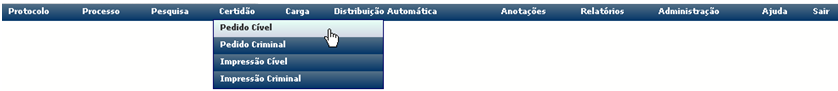 Protocolo Processo Pesquisa Certidão Carga Distribuição Automática Anotações Relatórios Administração Ajuda Sair
Pedido Cível
Pedido Criminal
Impressão Cível
Impressão Criminal